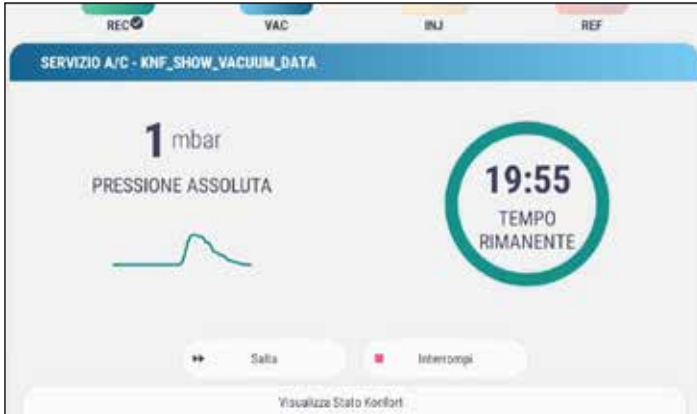 REC VAC INJ REF
SERVIZIO A/C - KNF_SHOW_VACUUM_DATA
1 mbar
PRESSIONE ASSOLUTA
19:55
TEMPO
RIMANENTE
Salta Interrompi
Visualizza Stato Konfort